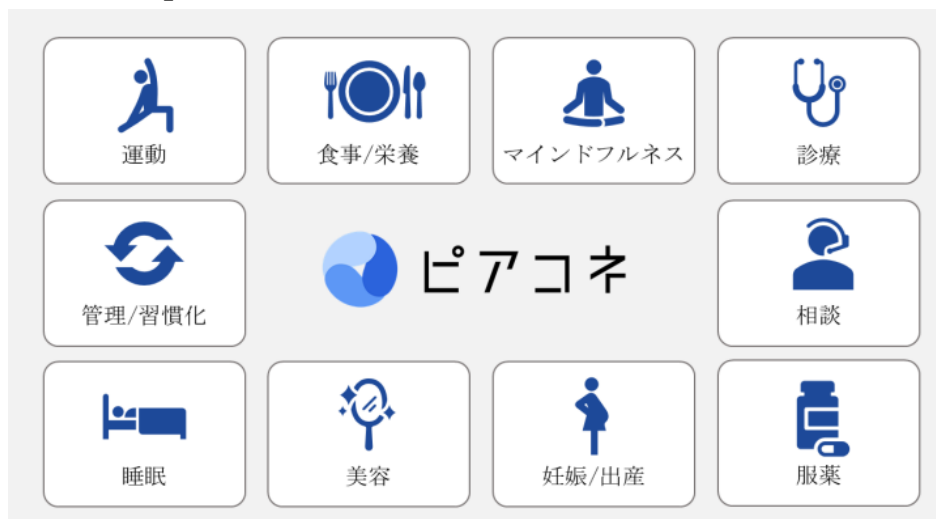 運動
食事/栄養
マインドフルネス
診療
管理/習慣化
ピアコネ
相談
睡眠
美容
妊娠/出産
服薬